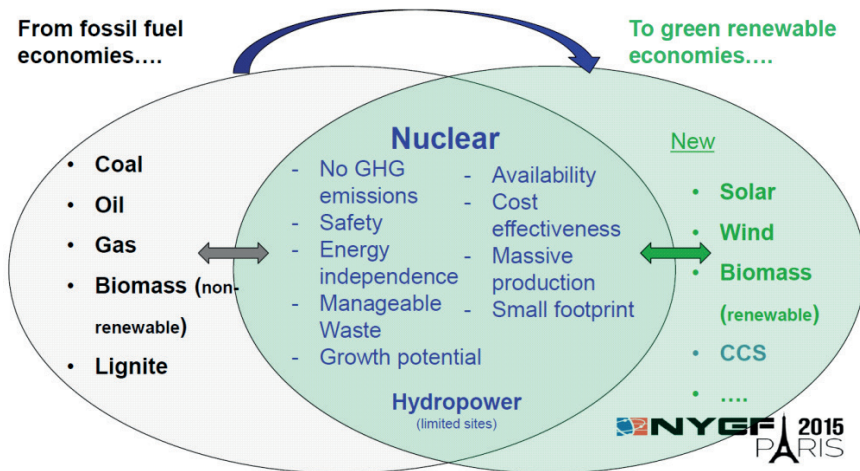 From fossil fuel
economies....
To green renewable
economies....
• Coal
• Oil
• Gas
• Biomass (non-
renewable)
• Lignite
Nuclear
- No GHG
emissions
- Safety
- Energy
independence
- Manageable
Waste
- Growth potential
- Availability
- Cost
effectiveness
- Massive
production
- Small footprint
Hydropower
(limited sites)
New
• Solar
• Wind
• Biomass
(renewable)
• CCS
• ....
NYGF 2015
PARIS